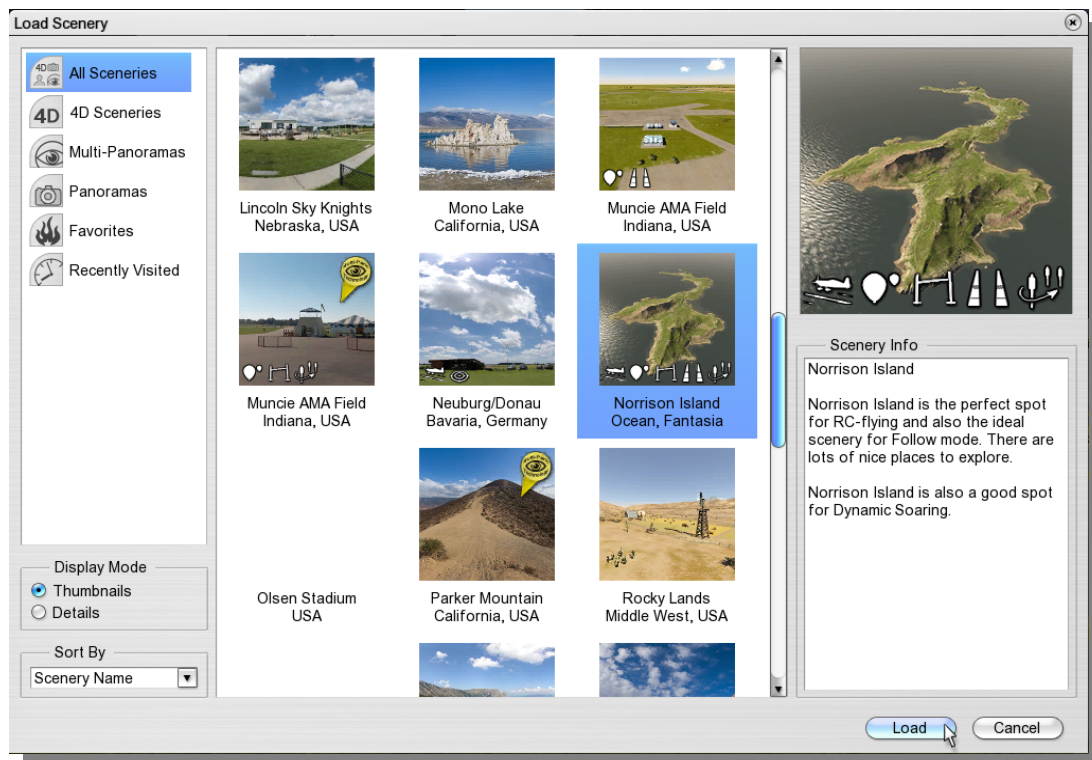 Load Scenery
All Sceneries
4D Sceneries
Multi-Panoramas
Panoramas
Favorites
Recently Visited
4D
4D
Display Mode
Thumbnails
Details
Sort By
Scenery Name
Lincoln Sky Knights
Nebraska, USA
Mono Lake
California, USA
Muncie AMA Field
Indiana, USA
Muncie AMA Field
Indiana, USA
Neuburg/Donau
Bavaria, Germany
Norrison Island
Ocean, Fantasia
Olsen Stadium
USA
Parker Mountain
California, USA
Rocky Lands
Middle West, USA
Scenery Info
Norrison Island
Norrison Island is the perfect spot
for RC-flying and also the ideal
scenery for Follow mode. There are
lots of nice places to explore.
Norrison Island is also a good spot
for Dynamic Soaring.
Load
Cancel